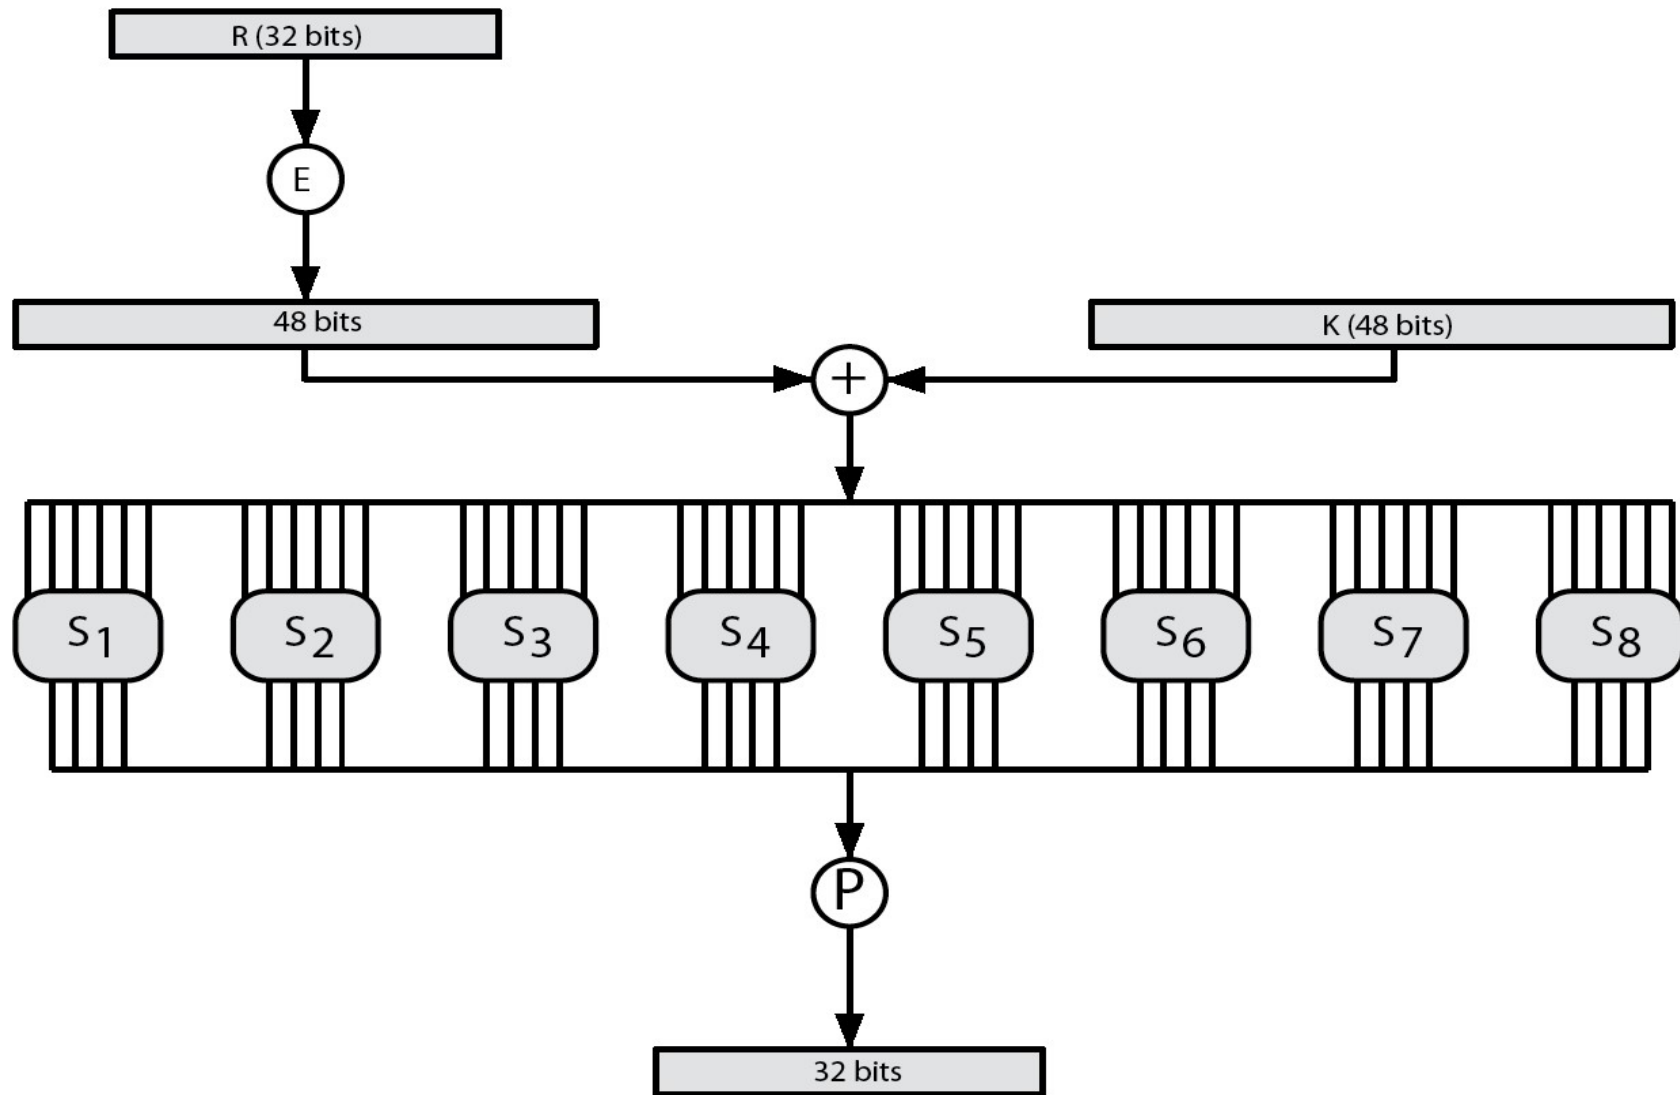 R (32 bits)
E
48 bits
K (48 bits)
+
S1 S2 S3 S4 S5 S6 S7 S8
P
32 bits